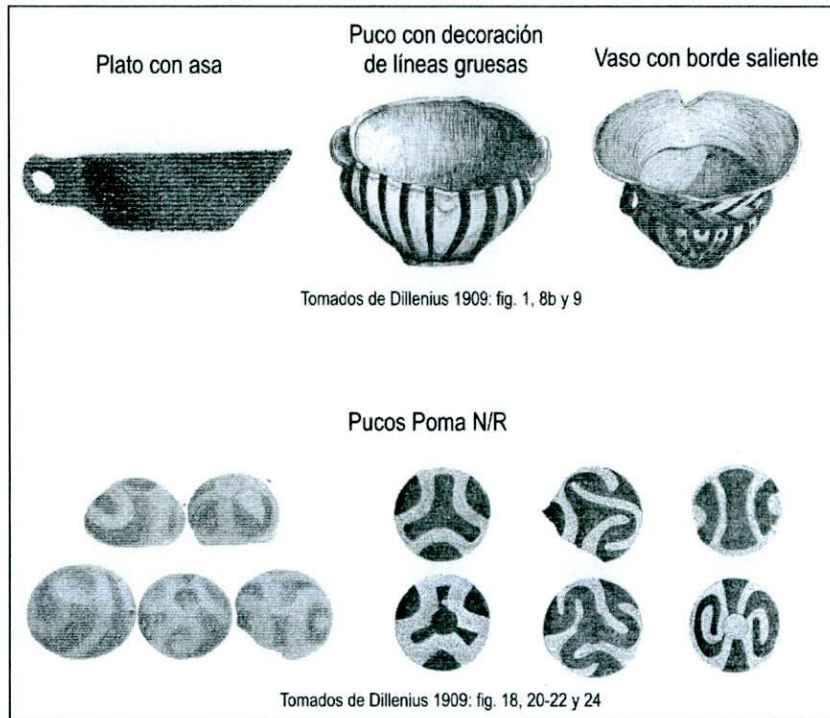 Plato con asa
Puco con decoración
de líneas gruesas
Vaso con borde saliente
Tomados de Dillenius 1909: fig. 1, 8b y 9
Pucos Poma N/R
Tomados de Dillenius 1909: fig. 18, 20-22 y 24